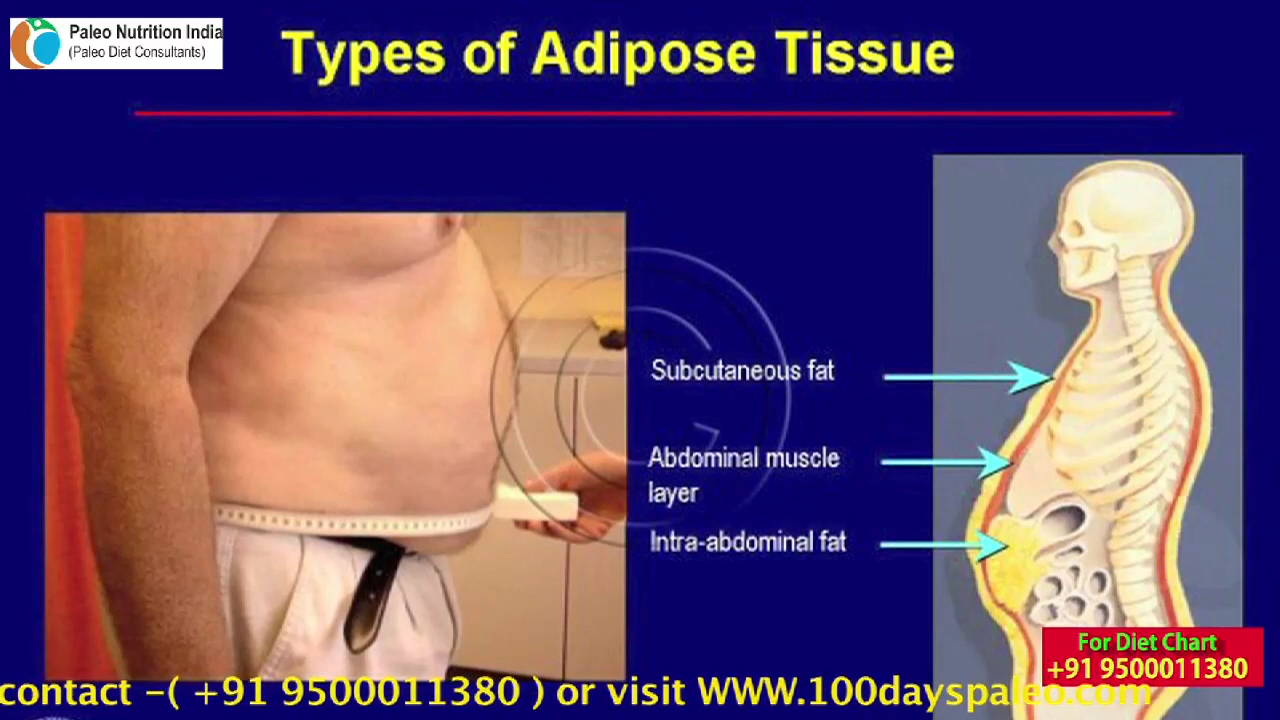 Paleo Nutrition India
(Paleo Diet Consultants)
Types of Adipose Tissue
Subcutaneous fat
Abdominal muscle
layer
Intra-abdominal fat
For Diet Chart
+91 9500011380
contact -( +91 9500011380 ) or visit WWW.100dayspaleo.com